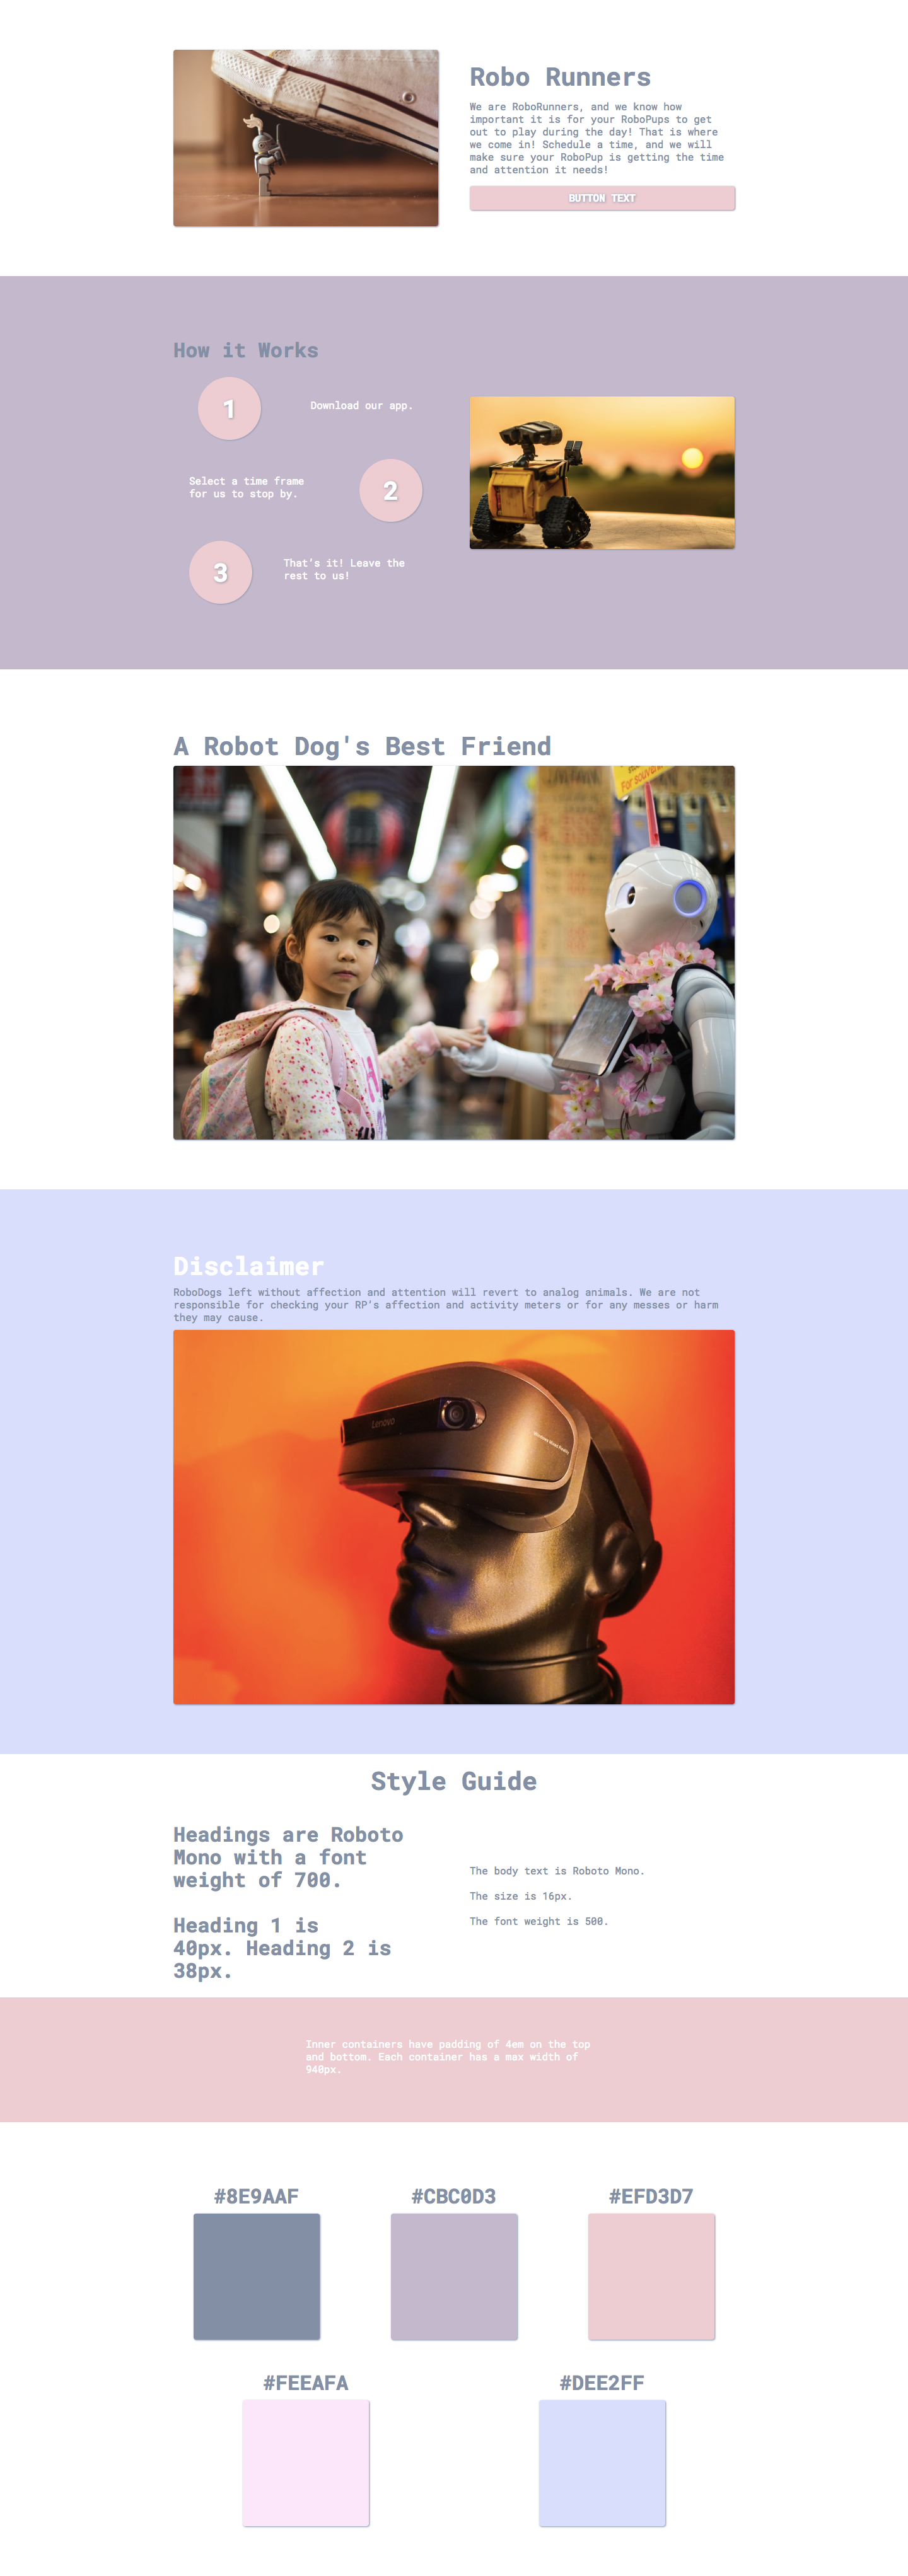 Robo Runners
We are RoboRunners, and we know how
important it is for your RoboPups to get
out to play during the day! That is where
we come in! Schedule a time, and we will
make sure your RoboPup is getting the time
and attention it needs!
BUTTON TEXT
How it Works
1
Download our app.
Select a time frame
for us to stop by.
2
3
That's it! Leave the
rest to us!
A Robot Dog's Best Friend
For souvenir
Disclaimer
RoboDogs left without affection and attention will revert to analog animals. We are not
responsible for checking your RP's affection and activity meters or for any messes or harm
they may cause.
Lenovo
Windows Mixed Reality
Style Guide
Headings are Roboto
Mono with a font
weight of 700.
Heading 1 is
40px. Heading 2 is
38px.
The body text is Roboto Mono.
The size is 16px.
The font weight is 500.
Inner containers have padding of 4em on the top
and bottom. Each container has a max width of
940px.
#8E9AAF
#CBC0D3
#EFD3D7
#FEEAFA
#DEE2FF